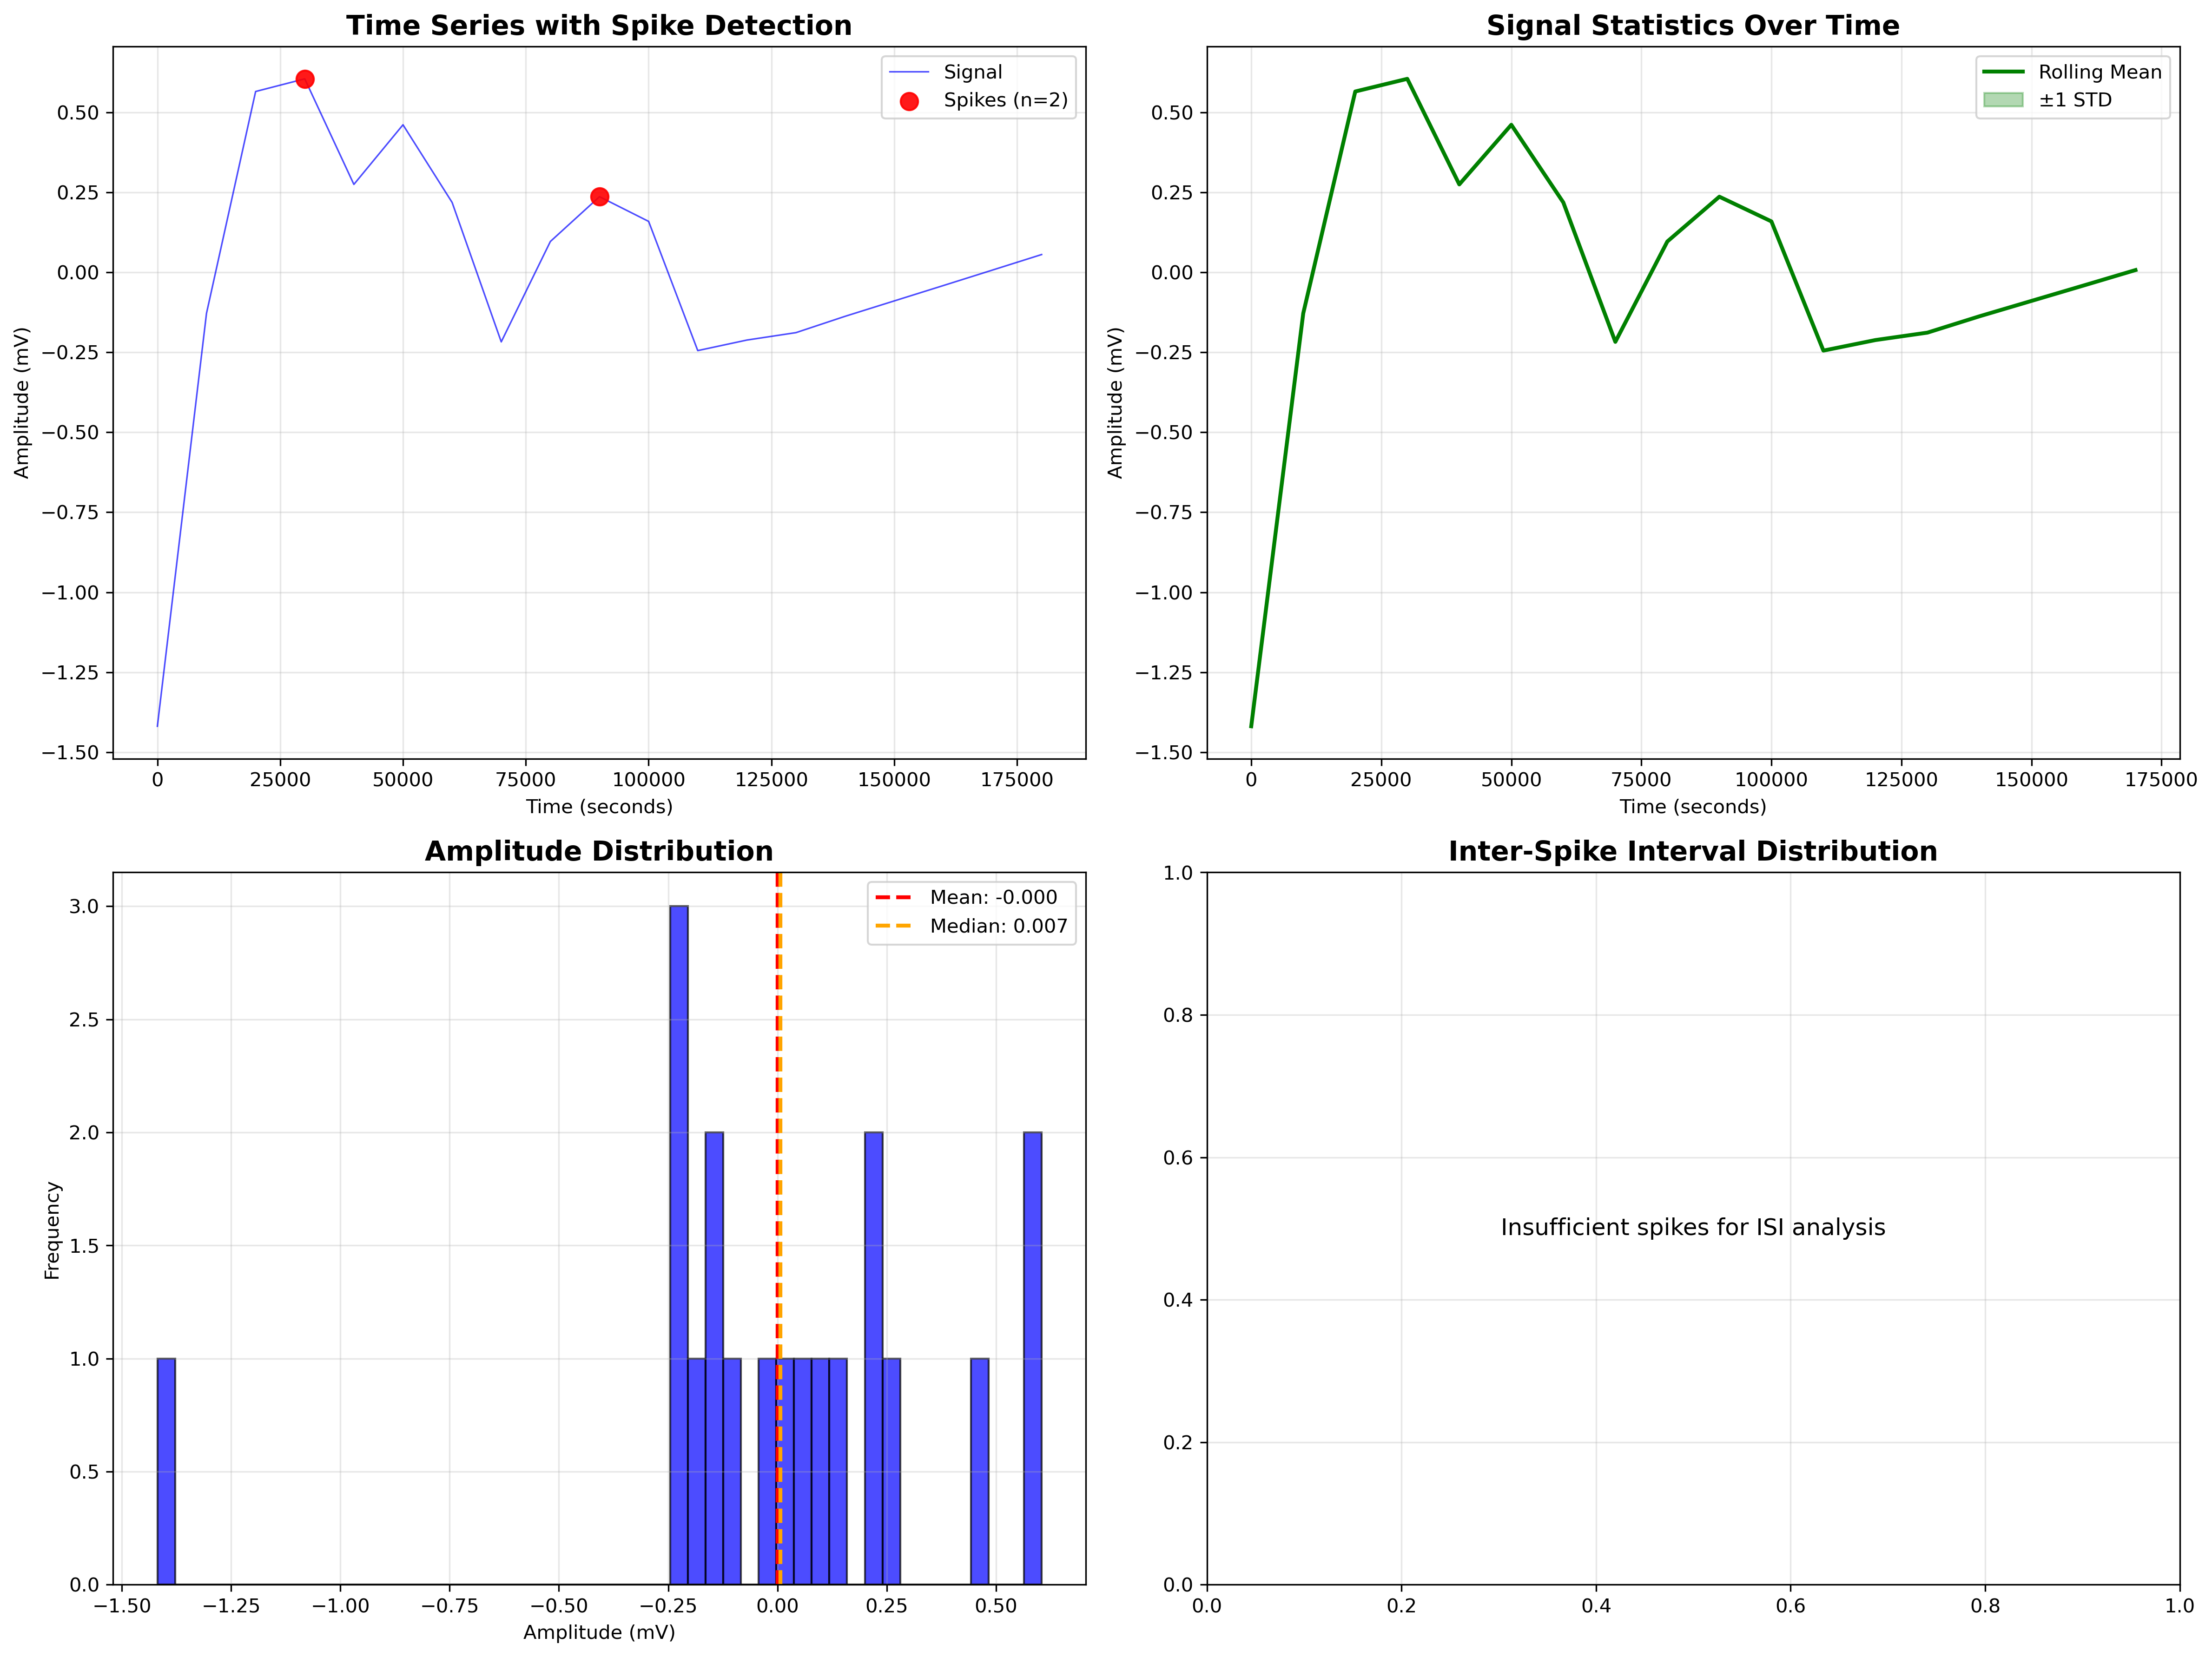 Time Series with Spike Detection
Signal
Spikes (n=2)
0.50
0.25
0.00
−0.25
−0.50
−0.75
−1.00
−1.25
−1.50
Amplitude (mV)
0 25000 50000 75000 100000 125000 150000 175000
Time (seconds)
Signal Statistics Over Time
Rolling Mean
±1 STD
0.50
0.25
0.00
−0.25
−0.50
−0.75
−1.00
−1.25
−1.50
Amplitude (mV)
0 25000 50000 75000 100000 125000 150000 175000
Time (seconds)
Amplitude Distribution
Mean: -0.000
Median: 0.007
3.0
2.5
2.0
1.5
1.0
0.5
0.0
Frequency
−1.50 −1.25 −1.00 −0.75 −0.50 −0.25 0.00 0.25 0.50
Amplitude (mV)
Inter-Spike Interval Distribution
1.0
0.8
0.6
0.4
0.2
0.0
Insufficient spikes for ISI analysis
0.0 0.2 0.4 0.6 0.8 1.0